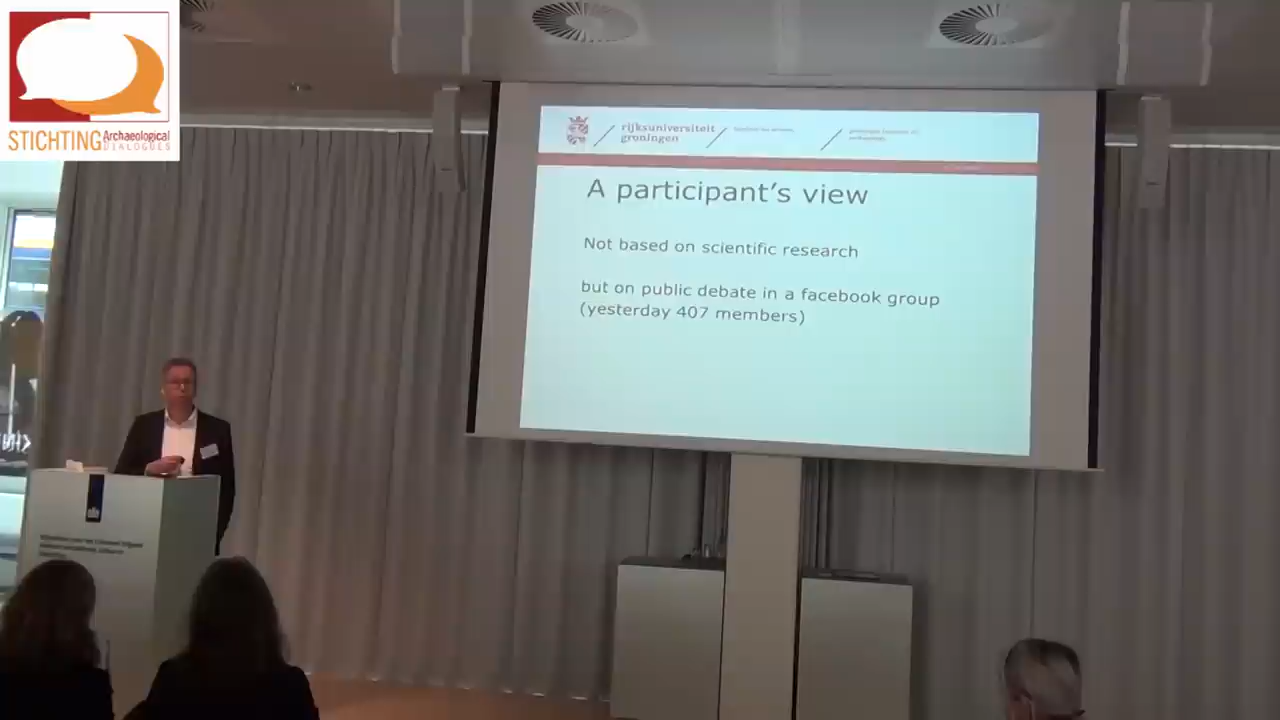 STICHTING Archaeological
DIALOGUES
rijksuniversiteit
groningen
A participant's view
Not based on scientific research
but on public debate in a facebook group
(yesterday 407 members)